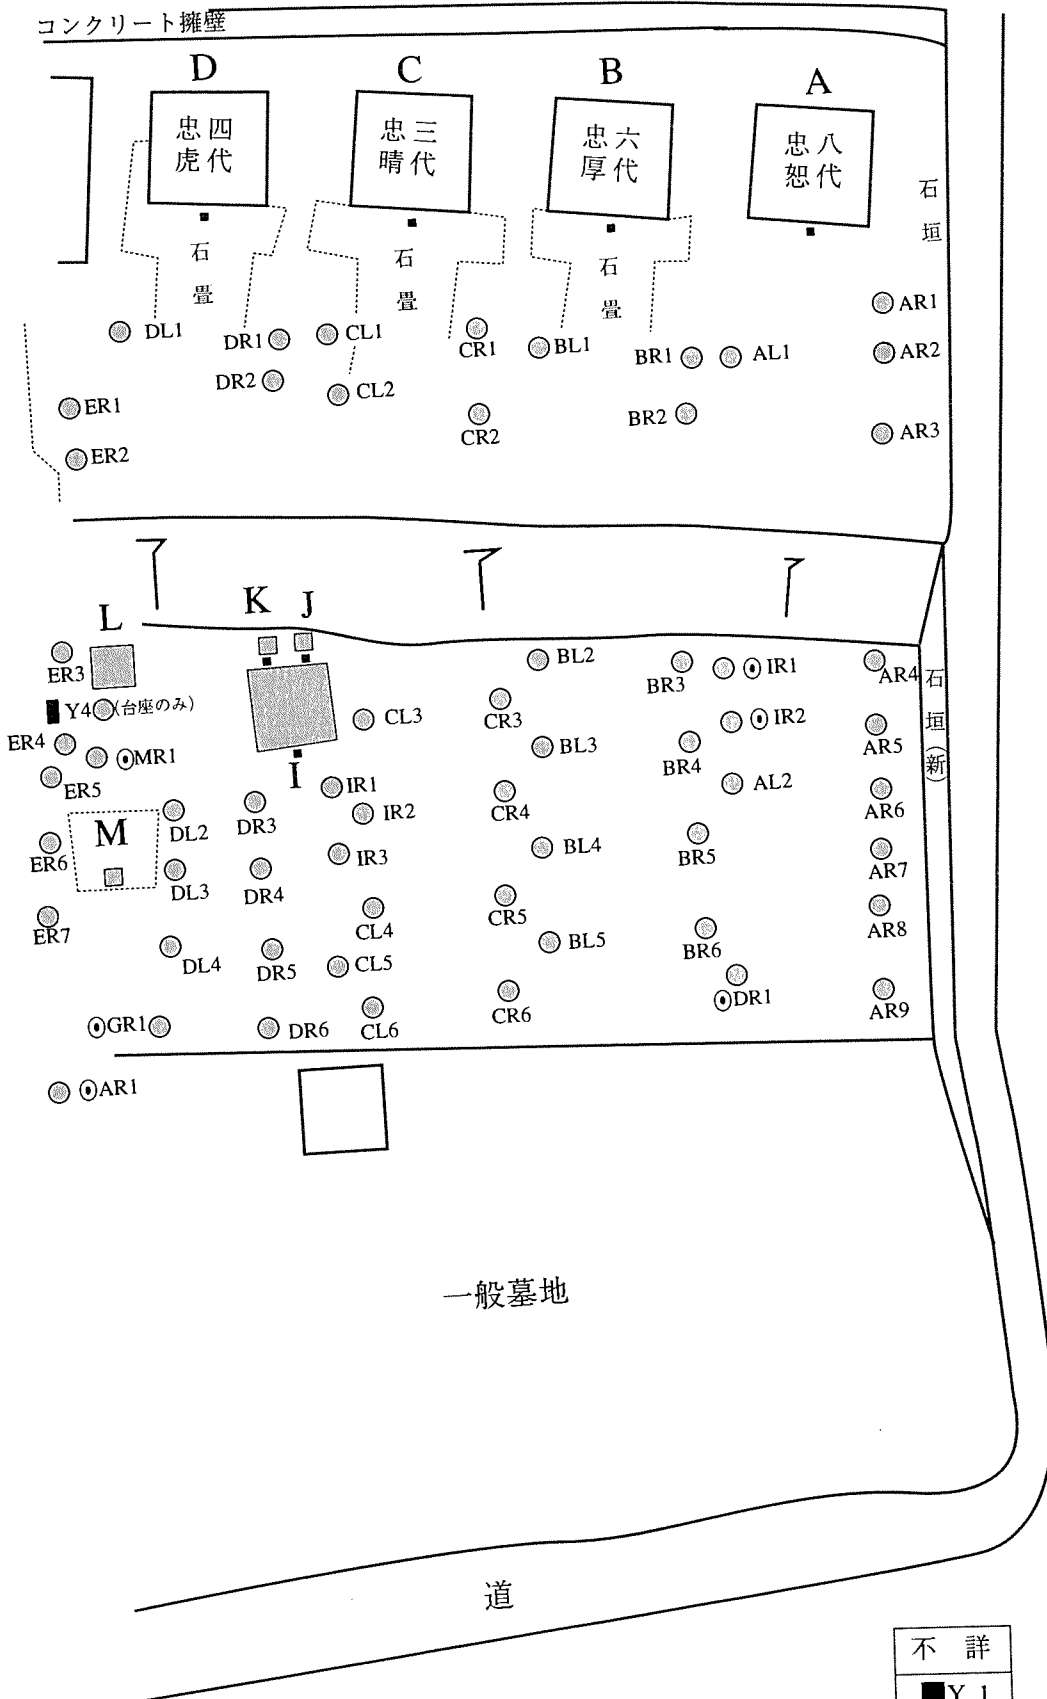 コンクリート擁壁
D
C
B
A
四代
忠虎
三代
忠晴
六代
忠厚
八代
忠恕
石垣
石畳
石畳
石畳
AR1
DL1
DR1
CL1
CR1
BL1
BR1
AL1
AR2
DR2
CL2
ER1
CR2
BR2
AR3
ER2
L
K
J
ER3
BL2
BR3
IR1
AR4
石垣(新)
Y4
(台座のみ)
CL3
CR3
IR2
ER4
MR1
BL3
BR4
AR5
ER5
I
IR1
AL2
DL2
DR3
IR2
CR4
AR6
M
ER6
IR3
BL4
BR5
AR7
DL3
DR4
ER7
CL4
CR5
AR8
DL4
DR5
CL5
BL5
BR6
DR1
GR1
DR6
CL6
CR6
AR9
AR1
一般墓地
道
不 詳
Y 1